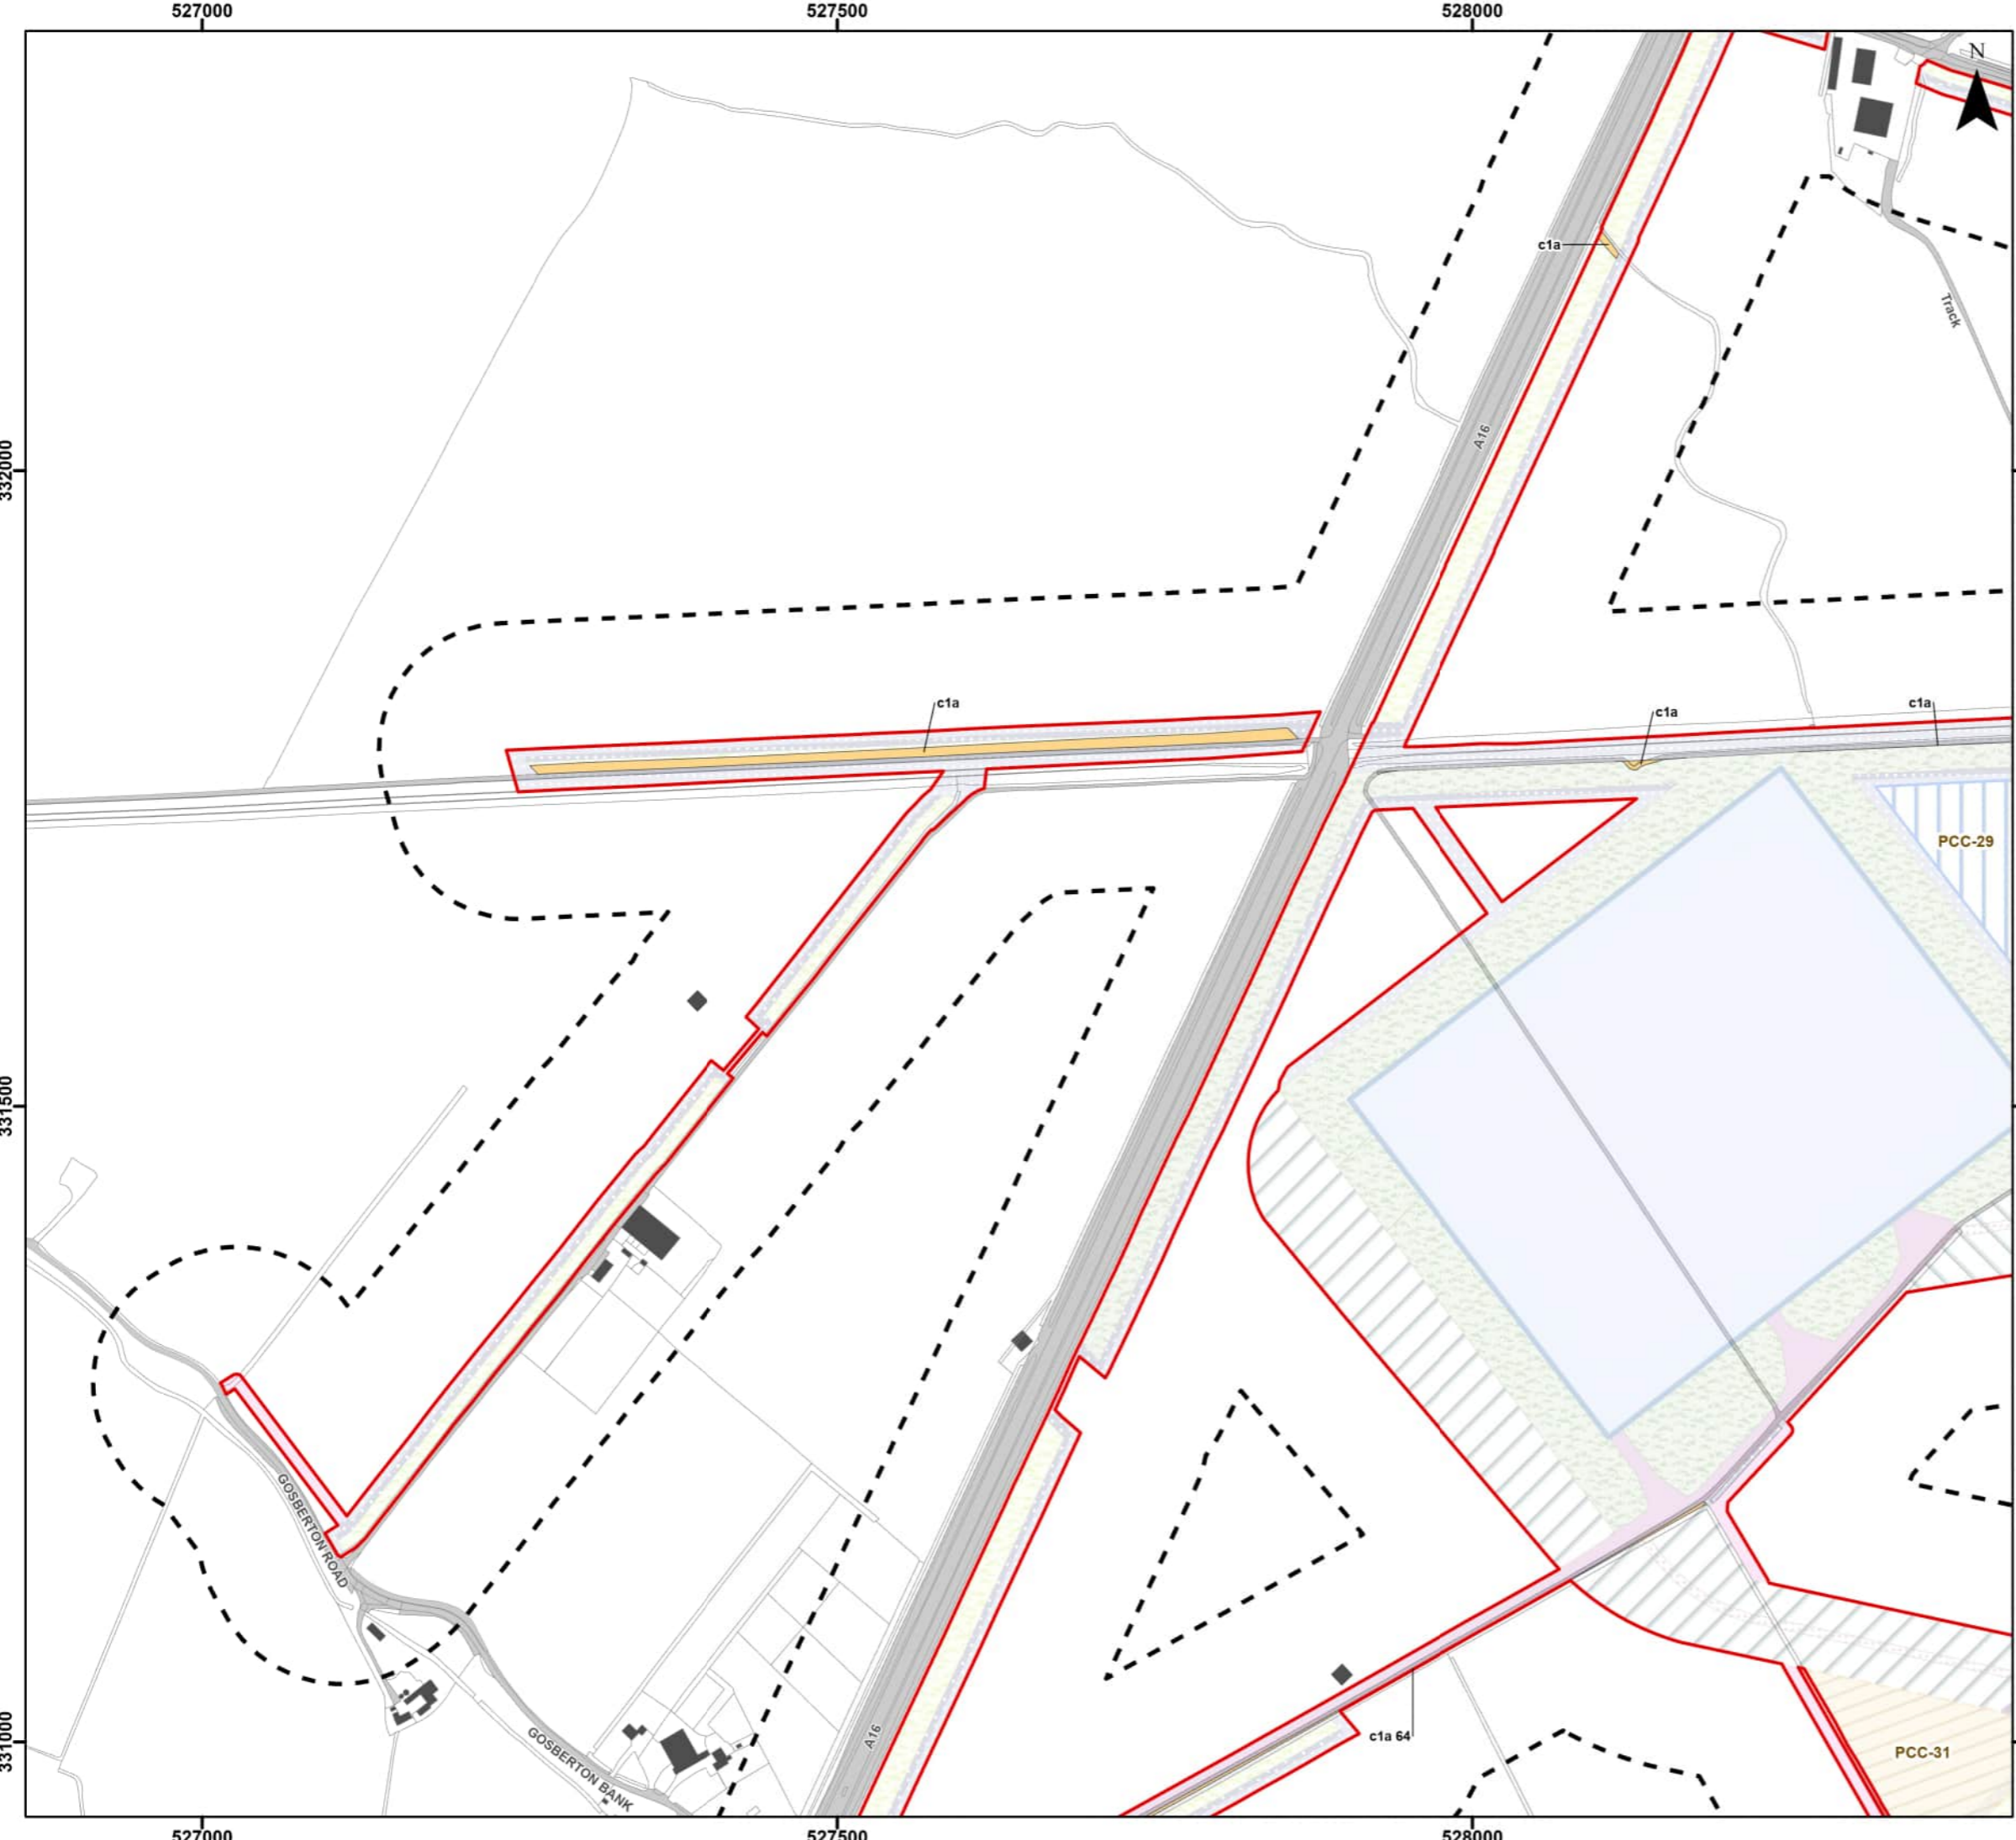 527000
527500
528000
N
c1a
Track
332000
A16
c1a
c1a
c1a
PCC-29
331500
GOSBERTON ROAD
c1a 64
331000
A16
GOSBERTON BANK
PCC-31
527000
527500
528000